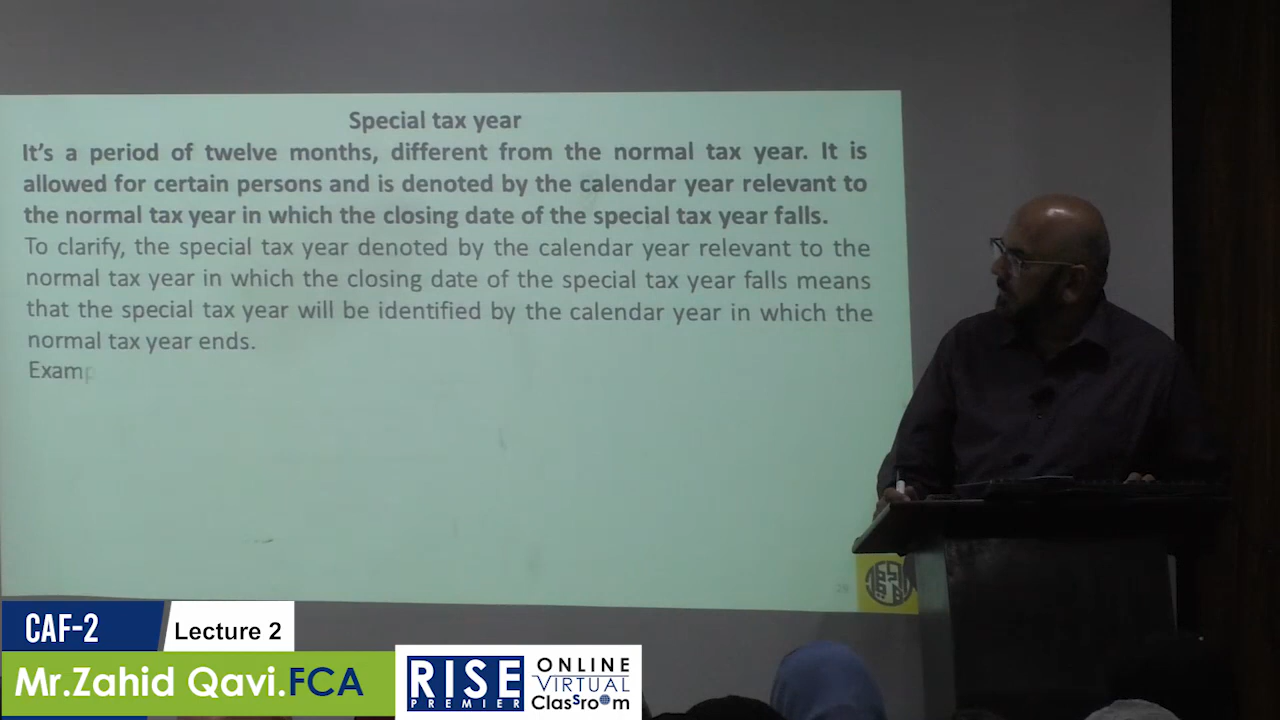 Special tax year
It's a period of twelve months, different from the normal tax year. It is
allowed for certain persons and is denoted by the calendar year relevant to
the normal tax year in which the closing date of the special tax year falls.
To clarify, the special tax year denoted by the calendar year relevant to the
normal tax year in which the closing date of the special tax year falls means
that the special tax year will be identified by the calendar year in which the
normal tax year ends.
Examp
CAF-2
Lecture 2
Mr.Zahid Qavi.FCA
RISE
PREMIER
ONLINE
VIRTUAL
Classroom